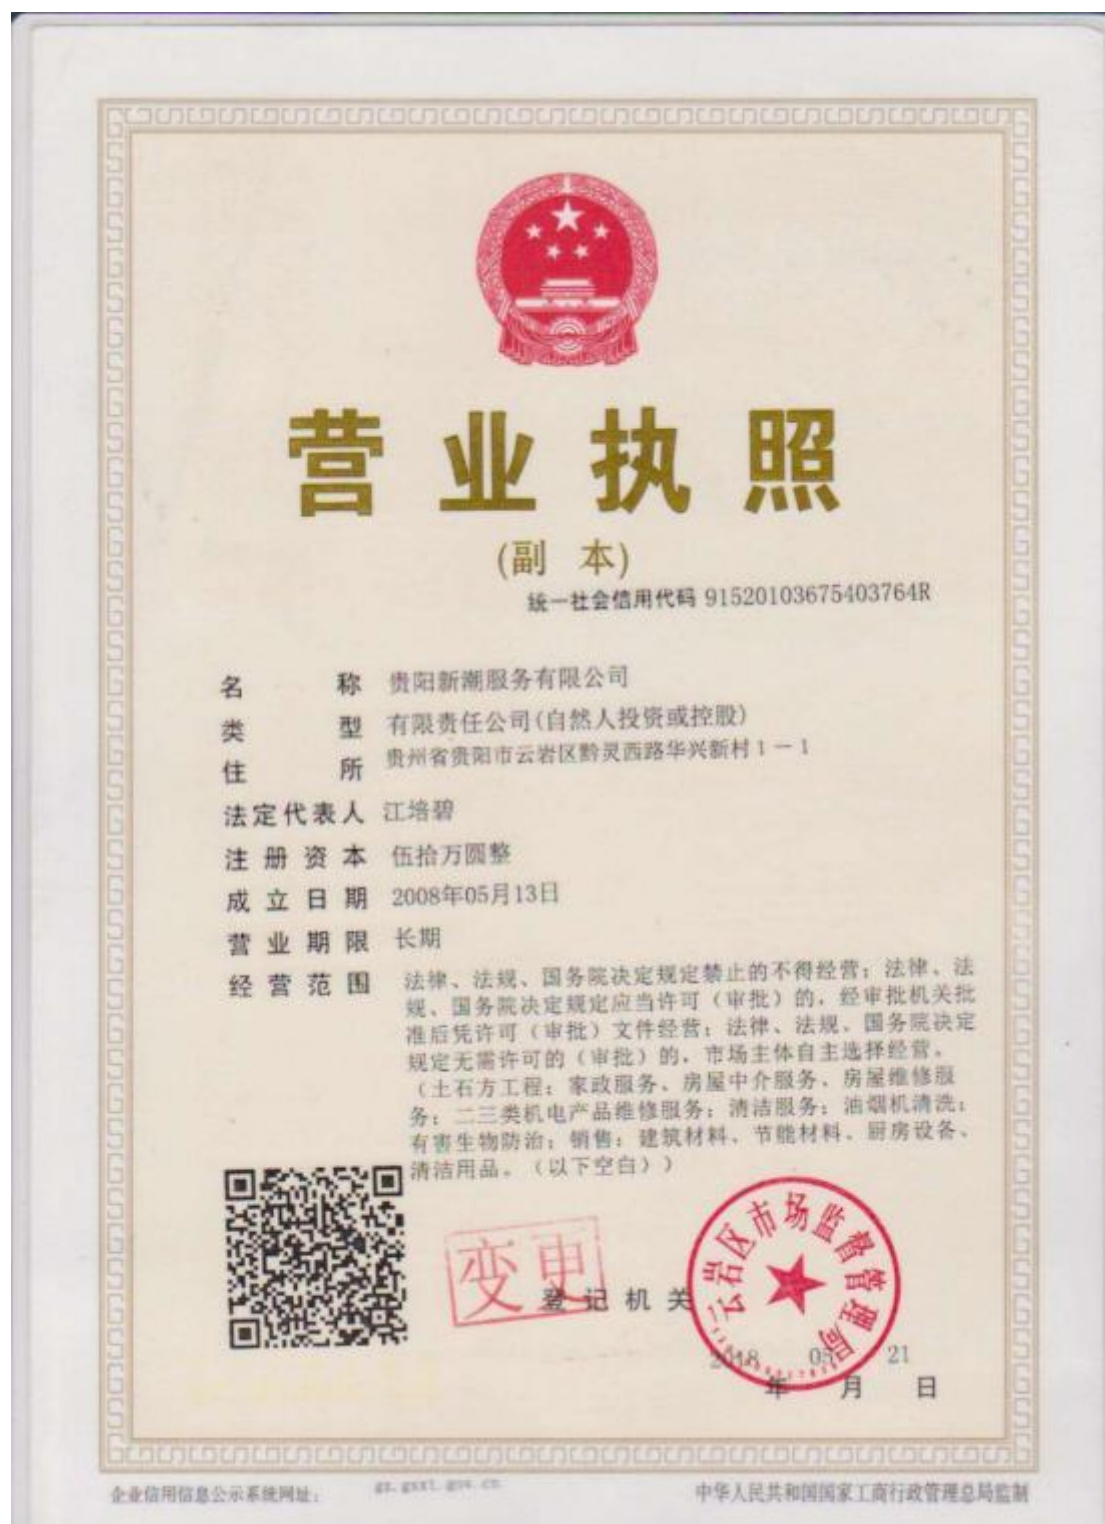 营业执照
(副 本)
统一社会信用代码 91520103675403764R
名 称 贵阳新潮服务有限公司
类 型 有限责任公司(自然人投资或控股)
住 所 贵州省贵阳市云岩区黔灵西路华兴新村1-1
法定代表人 江培碧
注册资本 伍拾万圆整
成立日期 2008年05月13日
营业期限 长期
经营范围 法律、法规、国务院决定规定禁止的不得经营；法律、法
规、国务院决定规定应当许可（审批）的，经审批机关批
准后凭许可（审批）文件经营；法律、法规、国务院决定
规定无需许可的（审批）的，市场主体自主选择经营。
（土石方工程；家政服务、房屋中介服务、房屋维修服
务；二三类机电产品维修服务；清洁服务；油烟机清洗；
有害生物防治；销售：建筑材料、节能材料、厨房设备、
清洁用品。（以下空白））
变更
登记机关
云岩区市场监督管理局
2018 05 21
年 月 日
企业信用信息公示系统网址： gz.gsxt.gov.cn
中华人民共和国国家工商行政管理总局监制